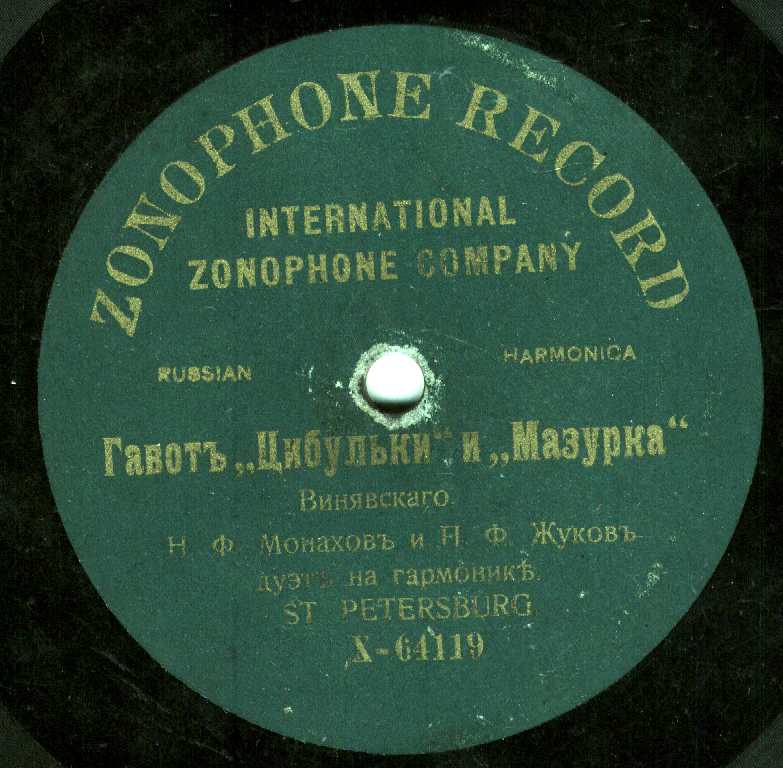 ZONOPHONE RECORD
INTERNATIONAL
ZONOPHONE COMPANY
RUSSIAN HARMONICA
Гавотъ „Цибульки“ и „Мазурка“
Винявскаго.
Н. Ф. Монаховъ и П. Ф. Жуковъ
дуэтъ на гармоникѣ.
ST. PETERSBURG.
X-64119